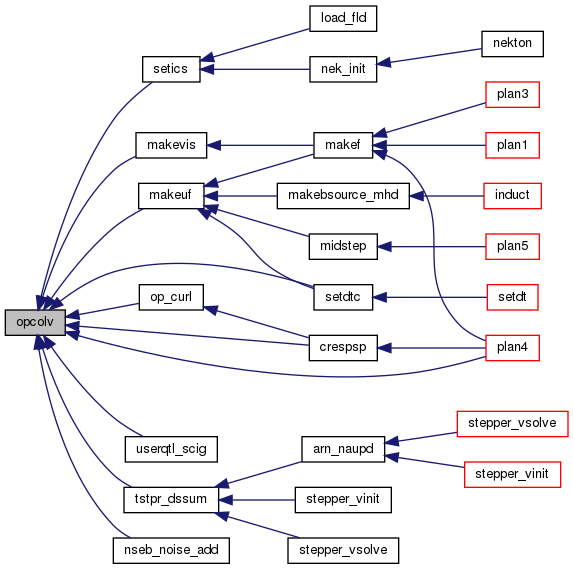 load_fld
nekton
setics
nek_init
plan3
makevis
makef
plan1
makeuf
makebsource_mhd
induct
midstep
plan5
op_curl
setdtc
setdt
opcolv
crespsp
plan4
stepper_vsolve
userqtl_scig
arn_naupd
stepper_vinit
tstpr_dssum
stepper_vinit
nseb_noise_add
stepper_vsolve